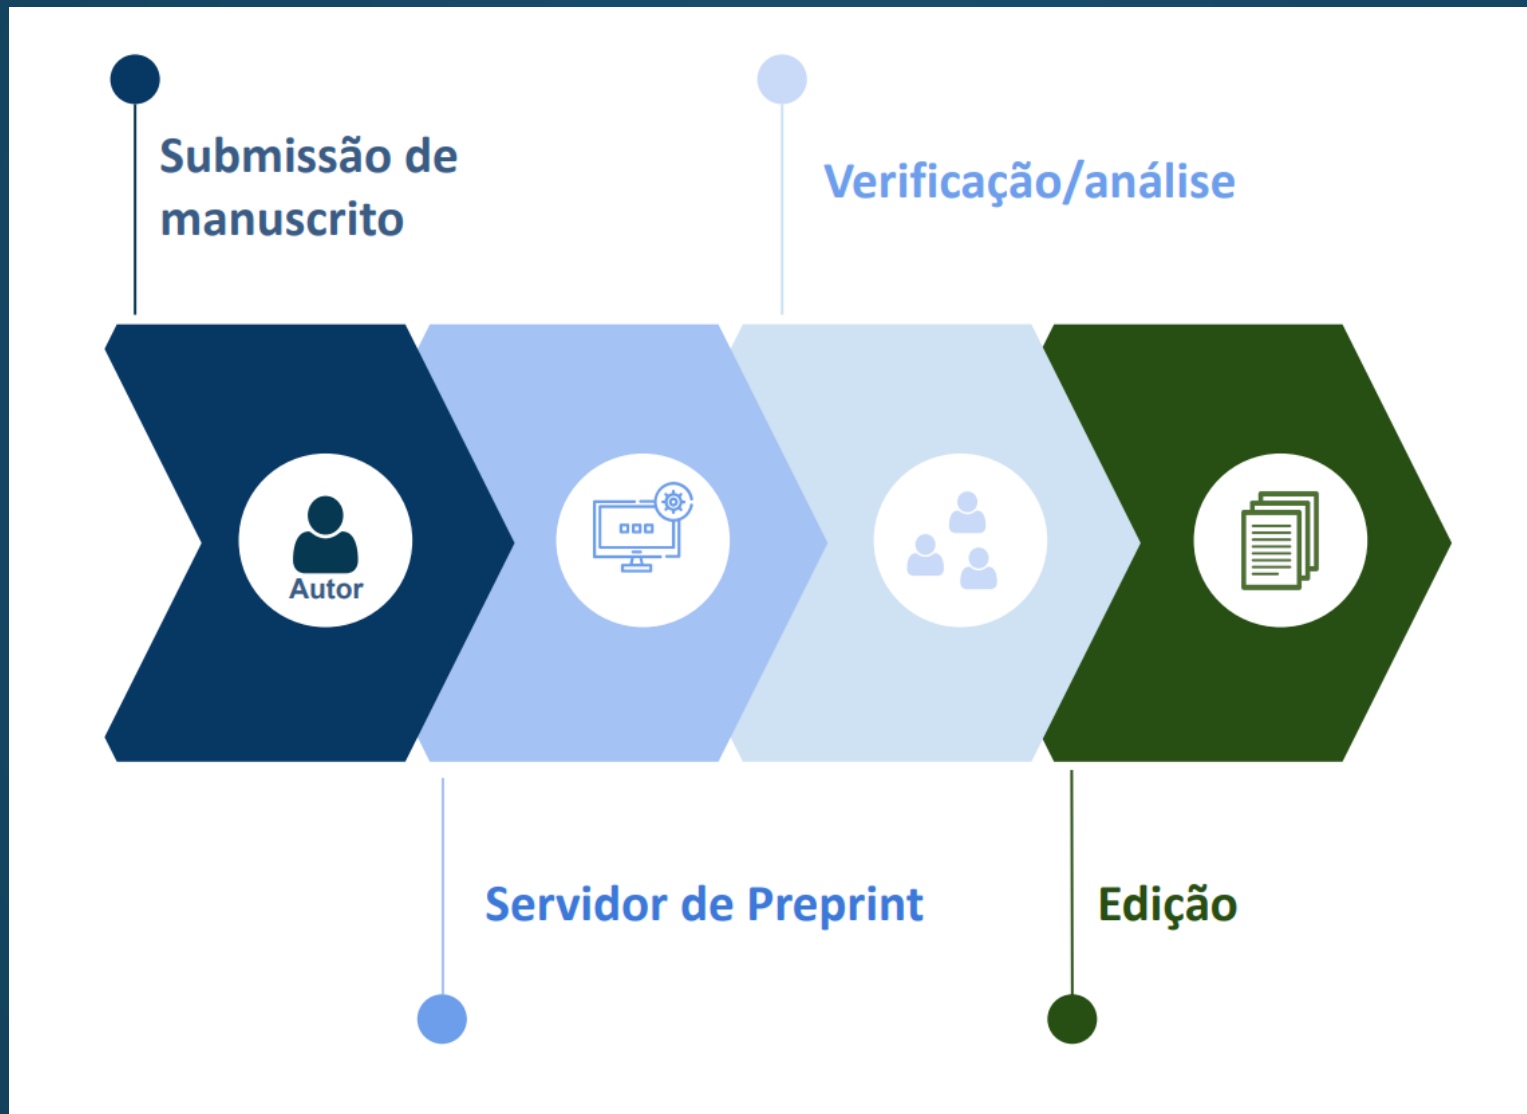 Submissão de
manuscrito
Verificação/análise
Autor
Servidor de Preprint
Edição